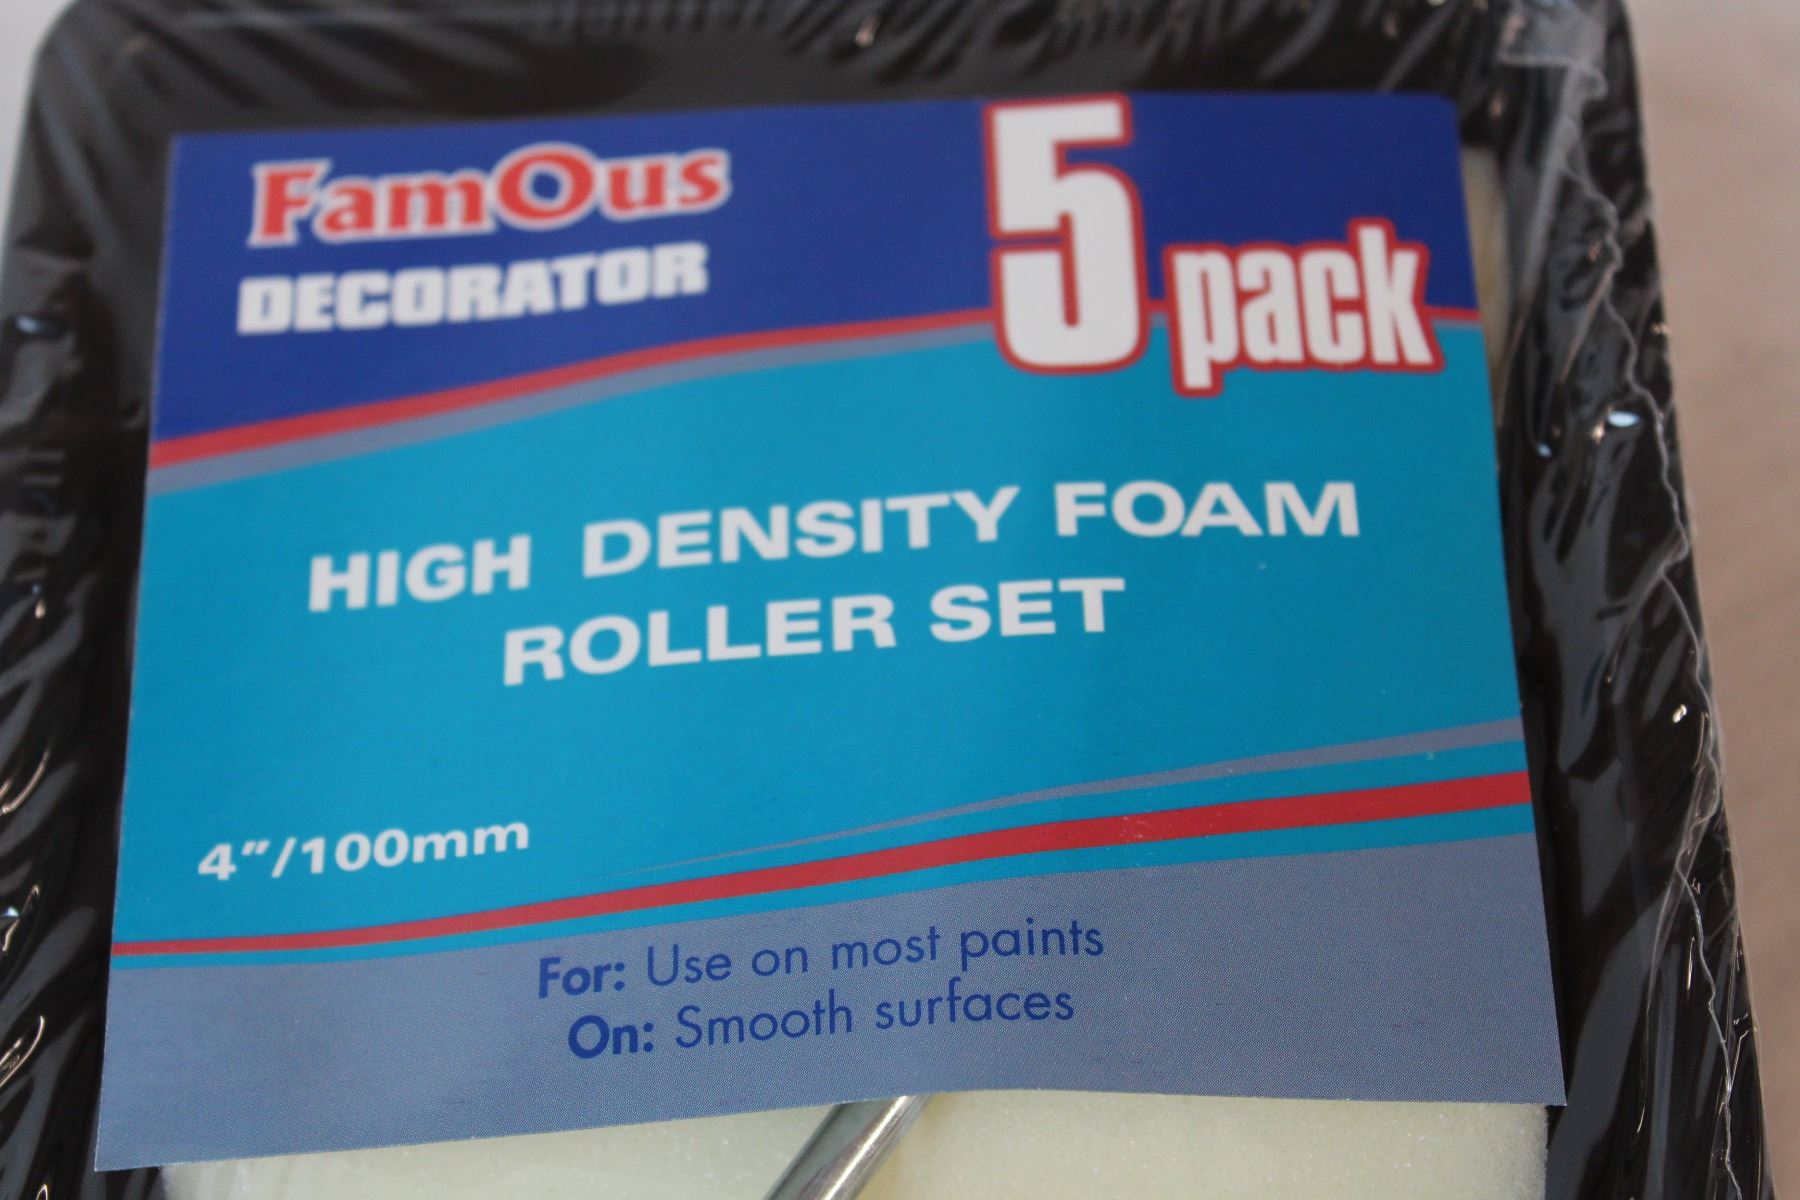 FamOus
DECORATOR
5 pack
HIGH DENSITY FOAM
ROLLER SET
4"/100mm
For: Use on most paints
On: Smooth surfaces